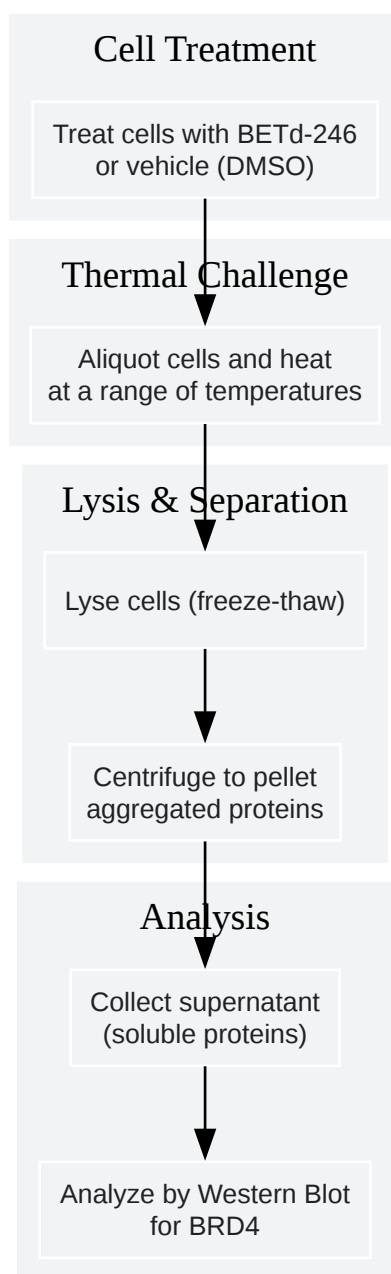 Cell Treatment
Treat cells with BETd-246
or vehicle (DMSO)
Thermal Challenge
Aliquot cells and heat
at a range of temperatures
Lysis & Separation
Lyse cells (freeze-thaw)
Centrifuge to pellet
aggregated proteins
Analysis
Collect supernatant
(soluble proteins)
Analyze by Western Blot
for BRD4